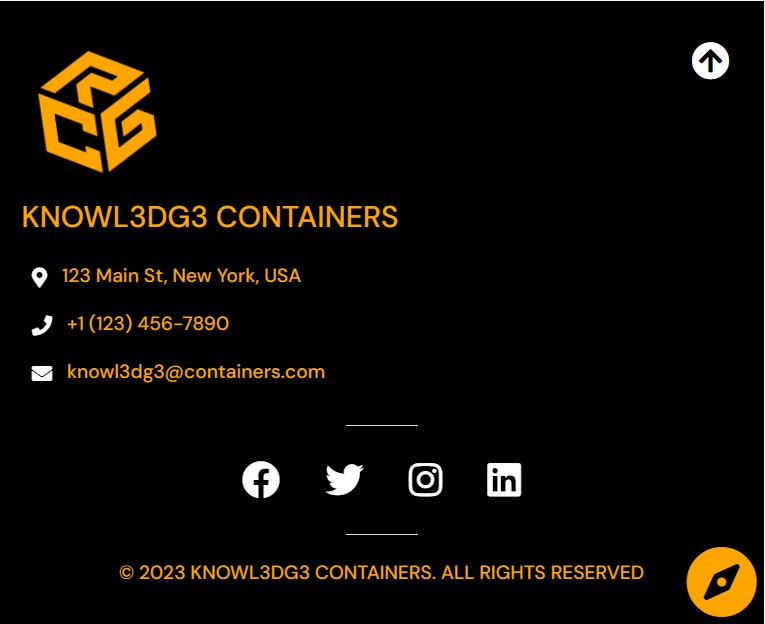 KNOWL3DG3 CONTAINERS
123 Main St, New York, USA
+1 (123) 456-7890
knowl3dg3@containers.com
© 2023 KNOWL3DG3 CONTAINERS. ALL RIGHTS RESERVED